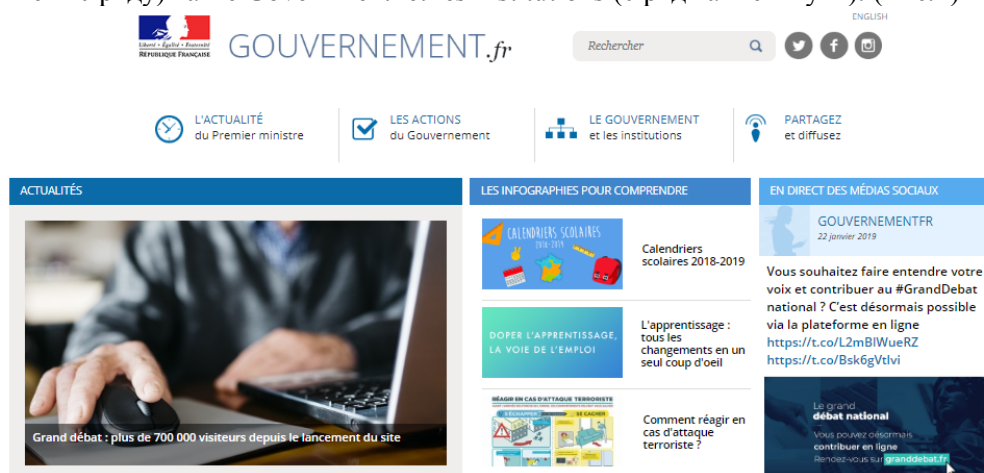 ENGLISH
Liberté • Égalité • Fraternité
RÉPUBLIQUE FRANÇAISE
GOUVERNEMENT.fr
Rechercher
L'ACTUALITÉ
du Premier ministre
LES ACTIONS
du Gouvernement
LE GOUVERNEMENT
et les institutions
PARTAGEZ
et diffusez
ACTUALITÉS
Grand débat : plus de 700 000 visiteurs depuis le lancement du site
LES INFOGRAPHIES POUR COMPRENDRE
CALENDRIERS SCOLAIRES
2018-2019
Calendriers
scolaires 2018-2019
DOPER L'APPRENTISSAGE,
LA VOIE DE L'EMPLOI
L'apprentissage :
tous les
changements en un
seul coup d'oeil
RÉAGIR EN CAS D'ATTAQUE TERRORISTE
S'ÉCHAPPER
SE CACHER
Comment réagir en
cas d'attaque
terroriste ?
EN DIRECT DES MÉDIAS SOCIAUX
GOUVERNEMENTFR
22 janvier 2019
Vous souhaitez faire entendre votre
voix et contribuer au #GrandDebat
national ? C'est désormais possible
via la plateforme en ligne
https://t.co/L2mBlWueRZ
https://t.co/Bsk6gVtlvi
Le grand
débat national
Vous pouvez désormais
contribuer en ligne
Rendez-vous sur granddebat.fr